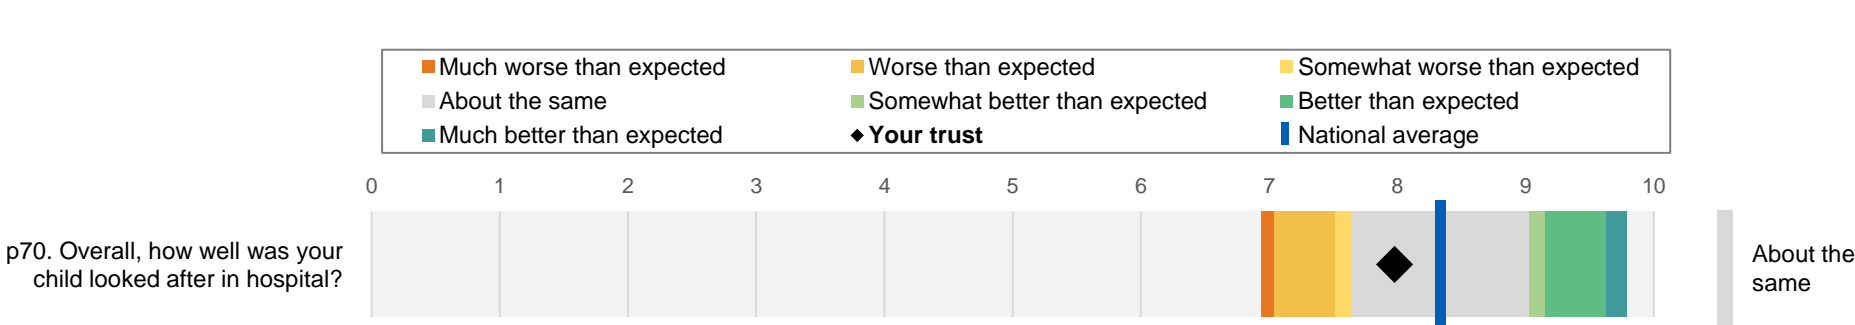 Much worse than expected Worse than expected Somewhat worse than expected
About the same Somewhat better than expected Better than expected
Much better than expected Your trust National average
0 1 2 3 4 5 6 7 8 9 10
p70. Overall, how well was your
child looked after in hospital?
About the
same